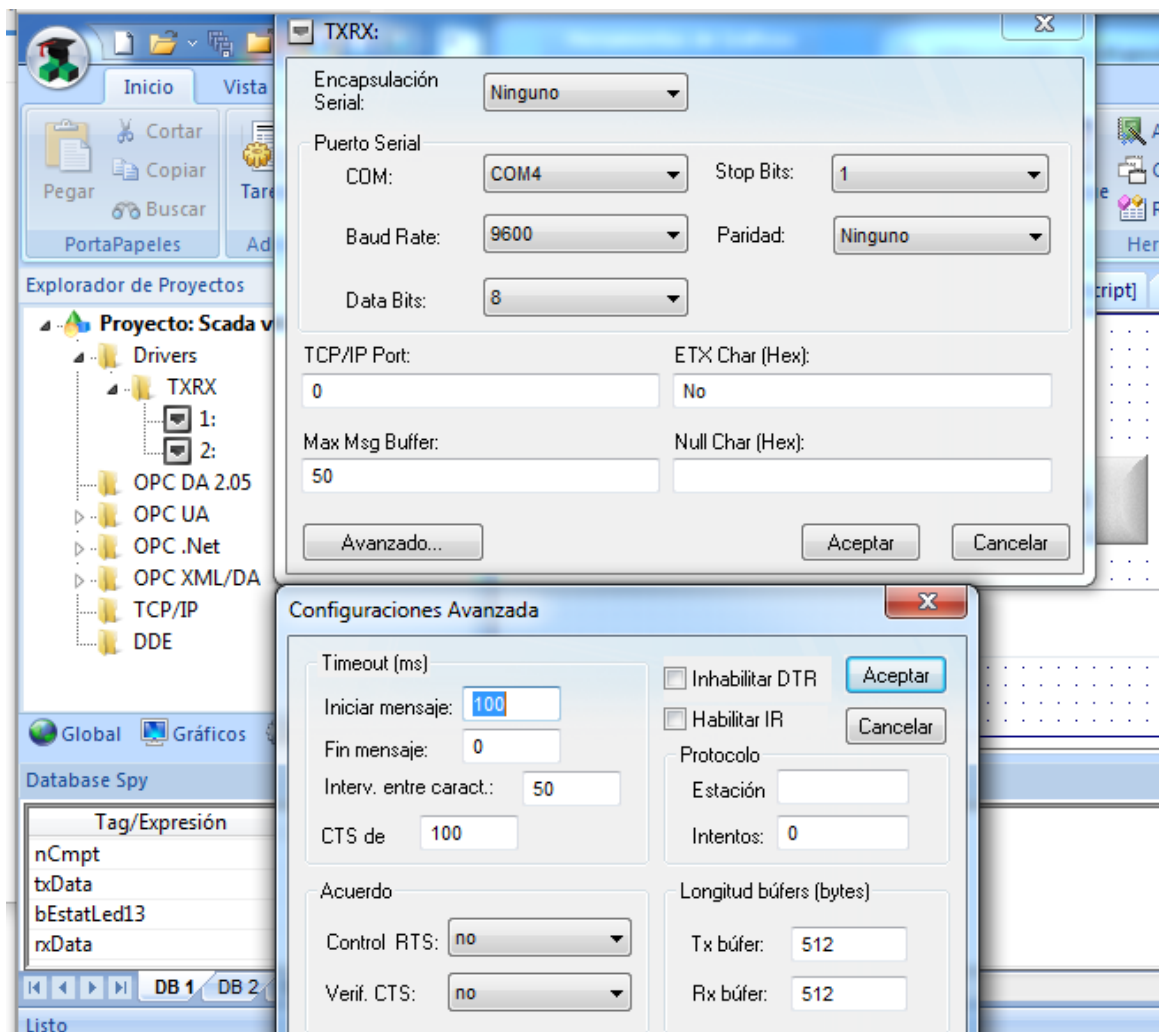 TXRX:
Inicio Vista
Encapsulación
Serial:
Ninguno
Cortar
Copiar
Pegar
Buscar
PortaPapeles
Puerto Serial
COM: COM4 Stop Bits: 1
Baud Rate: 9600 Paridad: Ninguno
Data Bits: 8
Explorador de Proyectos
Proyecto: Scada v
Drivers
TXRX
1:
2:
OPC DA 2.05
OPC UA
OPC .Net
OPC XML/DA
TCP/IP
DDE
TCP/IP Port: ETX Char (Hex):
0 No
Max Msg Buffer: Null Char (Hex):
50
Avanzado... Aceptar Cancelar
cript]
Configuraciones Avanzada
Timeout (ms)
Iniciar mensaje: 100
Fin mensaje: 0
Interv. entre caract.: 50
CTS de 100
Inhabilitar DTR Aceptar
Habilitar IR Cancelar
Protocolo
Estación
Intentos: 0
Global Gráficos
Database Spy
Tag/Expresión
nCmpt
txData
bEstatLed13
rxData
DB 1 DB 2
Listo
Acuerdo
Control RTS: no
Verif. CTS: no
Longitud búfers (bytes)
Tx búfer: 512
Rx búfer: 512